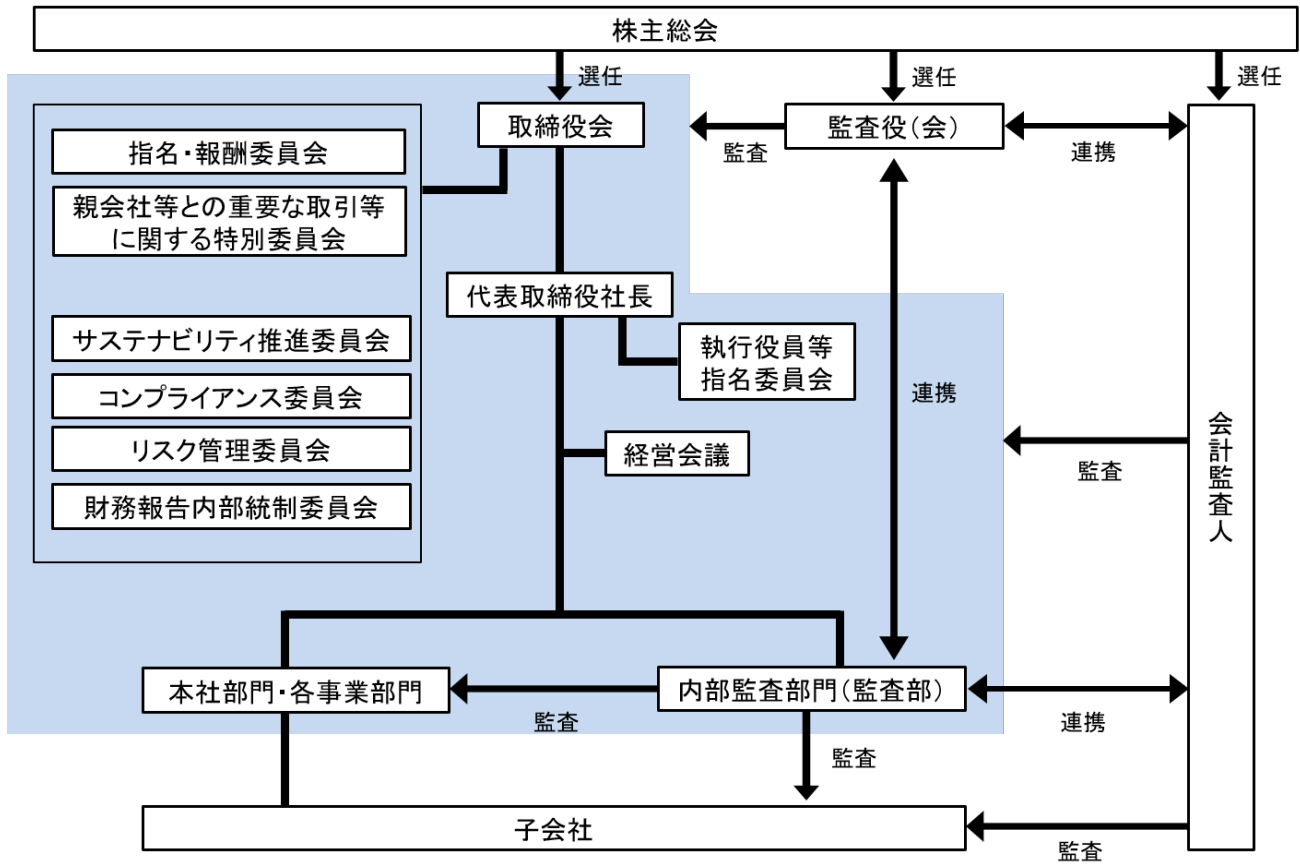 株主総会
選任
選任
選任
取締役会
監査役（会）
監査
連携
指名・報酬委員会
親会社等との重要な取引等
に関する特別委員会
代表取締役社長
サステナビリティ推進委員会
執行役員等
指名委員会
コンプライアンス委員会
連携
リスク管理委員会
経営会議
監査
会計監査人
財務報告内部統制委員会
本社部門・各事業部門
内部監査部門（監査部）
監査
連携
監査
子会社
監査